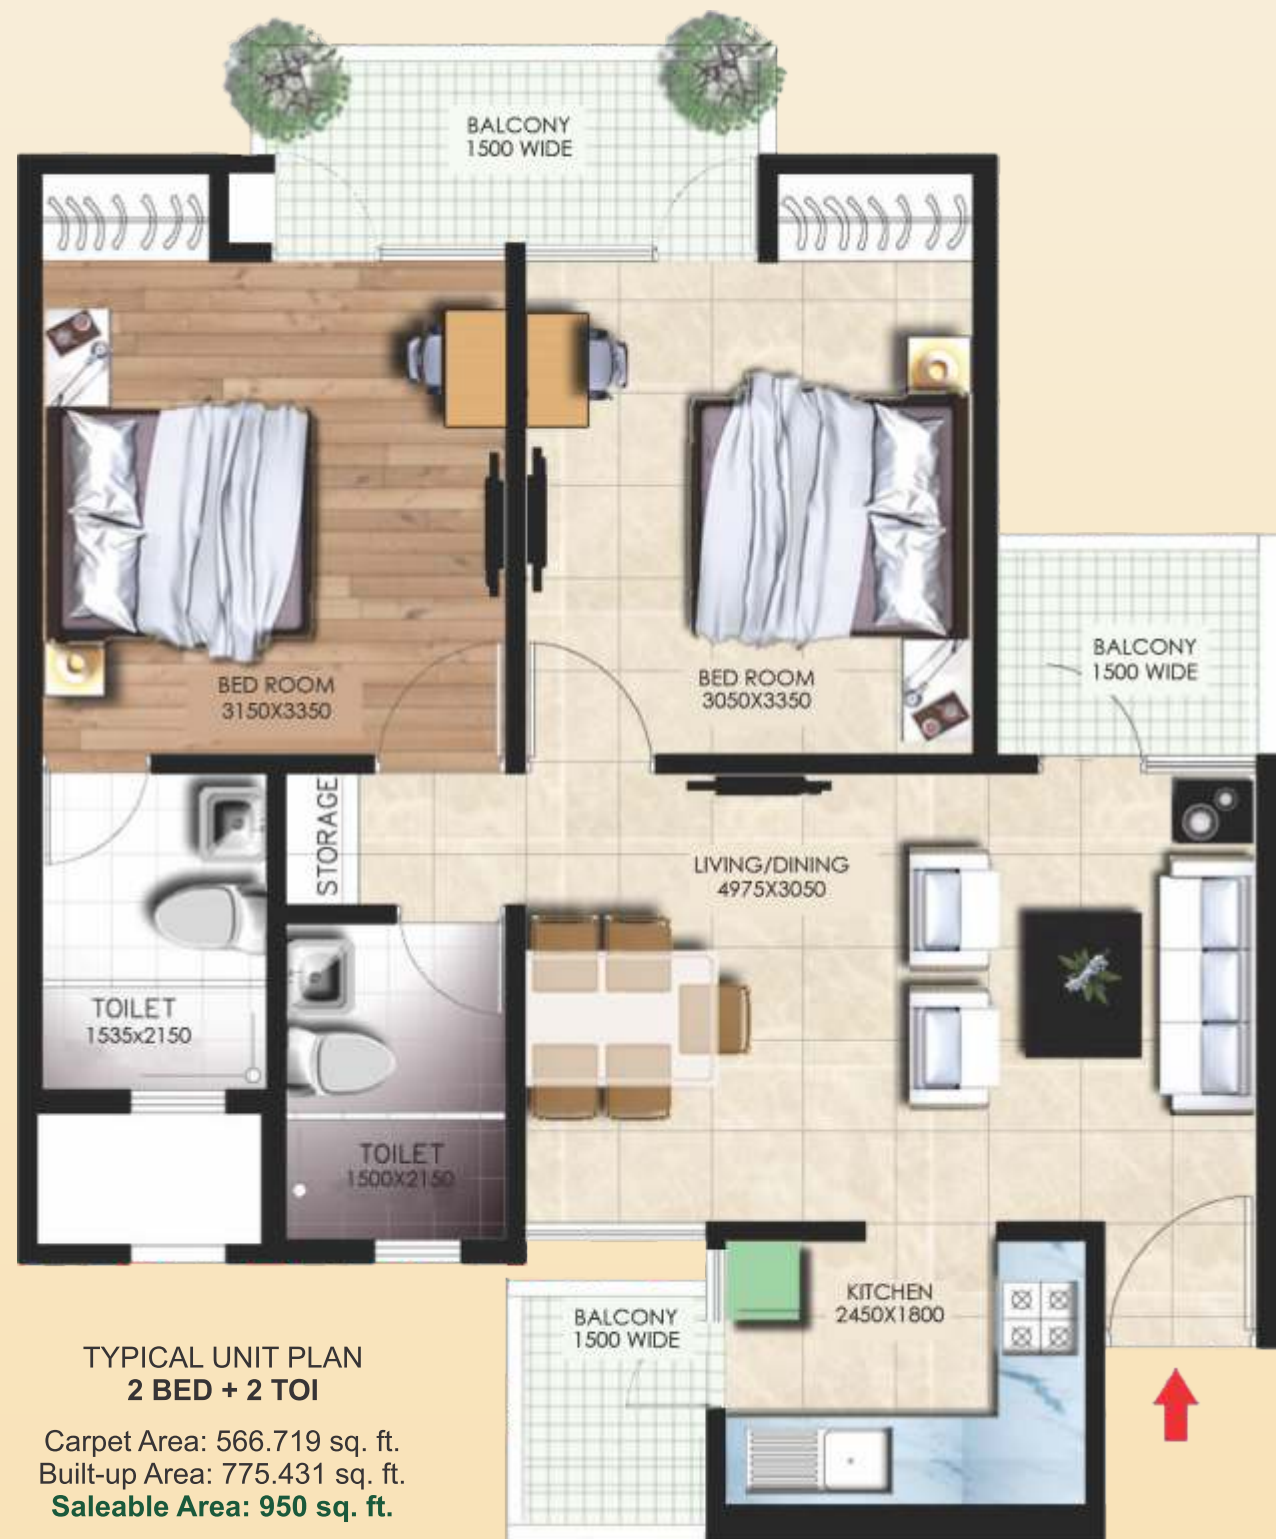 BALCONY
1500 WIDE
BED ROOM
3150X3350
BED ROOM
3050X3350
BALCONY
1500 WIDE
STORAGE
LIVING/DINING
4975X3050
TOILET
1535x2150
TOILET
1500X2150
KITCHEN
2450X1800
BALCONY
1500 WIDE
TYPICAL UNIT PLAN
2 BED + 2 TOI
Carpet Area: 566.719 sq. ft.
Built-up Area: 775.431 sq. ft.
Saleable Area: 950 sq. ft.